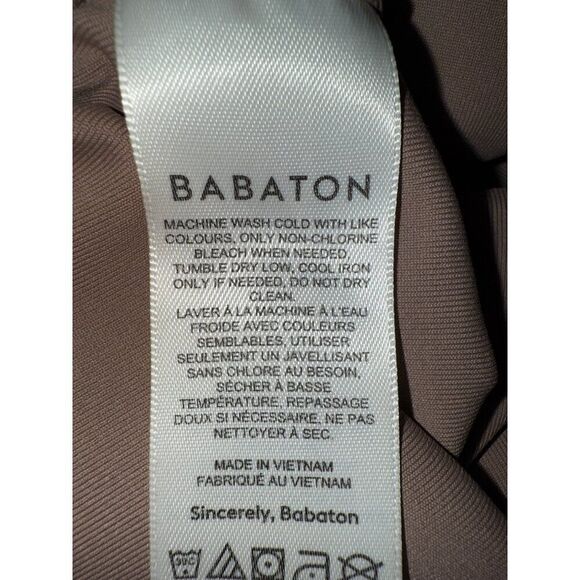 BABATON
MACHINE WASH COLD WITH LIKE
COLOURS, ONLY NON-CHLORINE
BLEACH WHEN NEEDED,
TUMBLE DRY LOW, COOL IRON
ONLY IF NEEDED, DO NOT DRY
CLEAN.
LAVER À LA MACHINE À L'EAU
FROIDE AVEC COULEURS
SEMBLABLES, UTILISER
SEULEMENT UN JAVELLISANT
SANS CHLORE AU BESOIN,
SÉCHER À BASSE
TEMPÉRATURE, REPASSAGE
DOUX SI NÉCESSAIRE, NE PAS
NETTOYER À SEC.
MADE IN VIETNAM
FABRIQUÉ AU VIETNAM
Sincerely, Babaton
30C